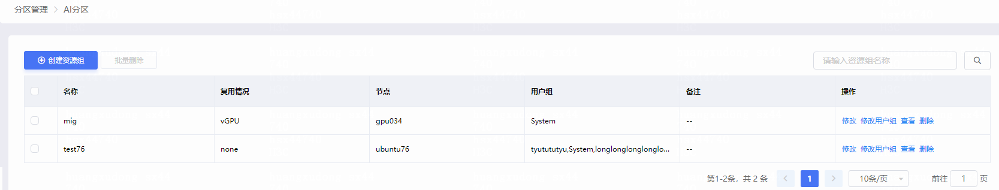 分区管理 > AI分区
创建资源组 批量删除 请输入资源组名称
名称 复用情况 节点 用户组 备注 操作
mig vGPU gpu034 System -- 修改 修改用户组 查看 删除
test76 none ubuntu76 tyutututyu,System,longlonglonglonglo... -- 修改 修改用户组 查看 删除
第1-2条，共 2 条 < 1 > 10条/页 前往 1 页